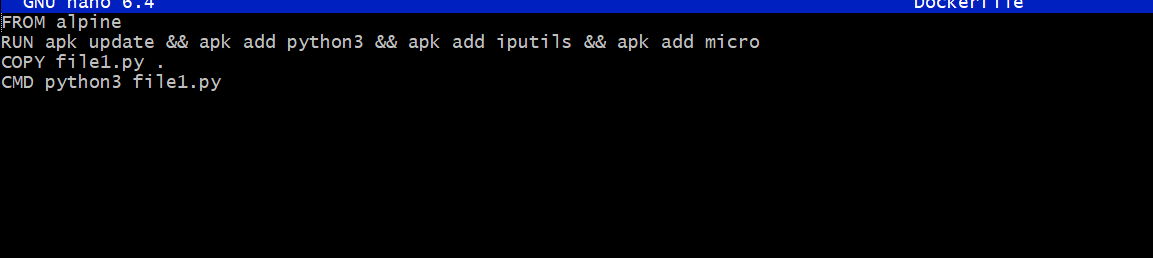 GNU nano 6.4 Dockerfile
FROM alpine
RUN apk update && apk add python3 && apk add iputils && apk add micro
COPY file1.py .
CMD python3 file1.py